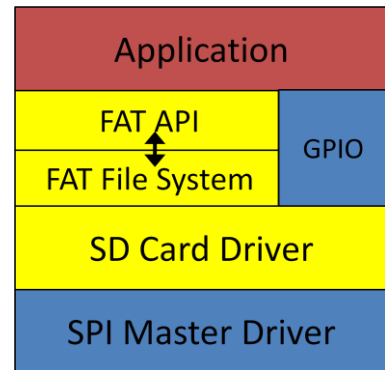 Application
FAT API
GPIO
FAT File System
SD Card Driver
SPI Master Driver